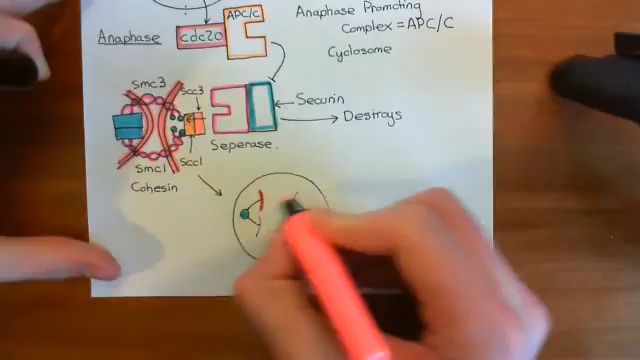 Anaphase
cdc20
APC/C
Anaphase Promoting
Complex = APC/C
Cyclosome
Smc3
Scc3
Securin
Destroys
Seperase.
Smc1
Scc1
Cohesin